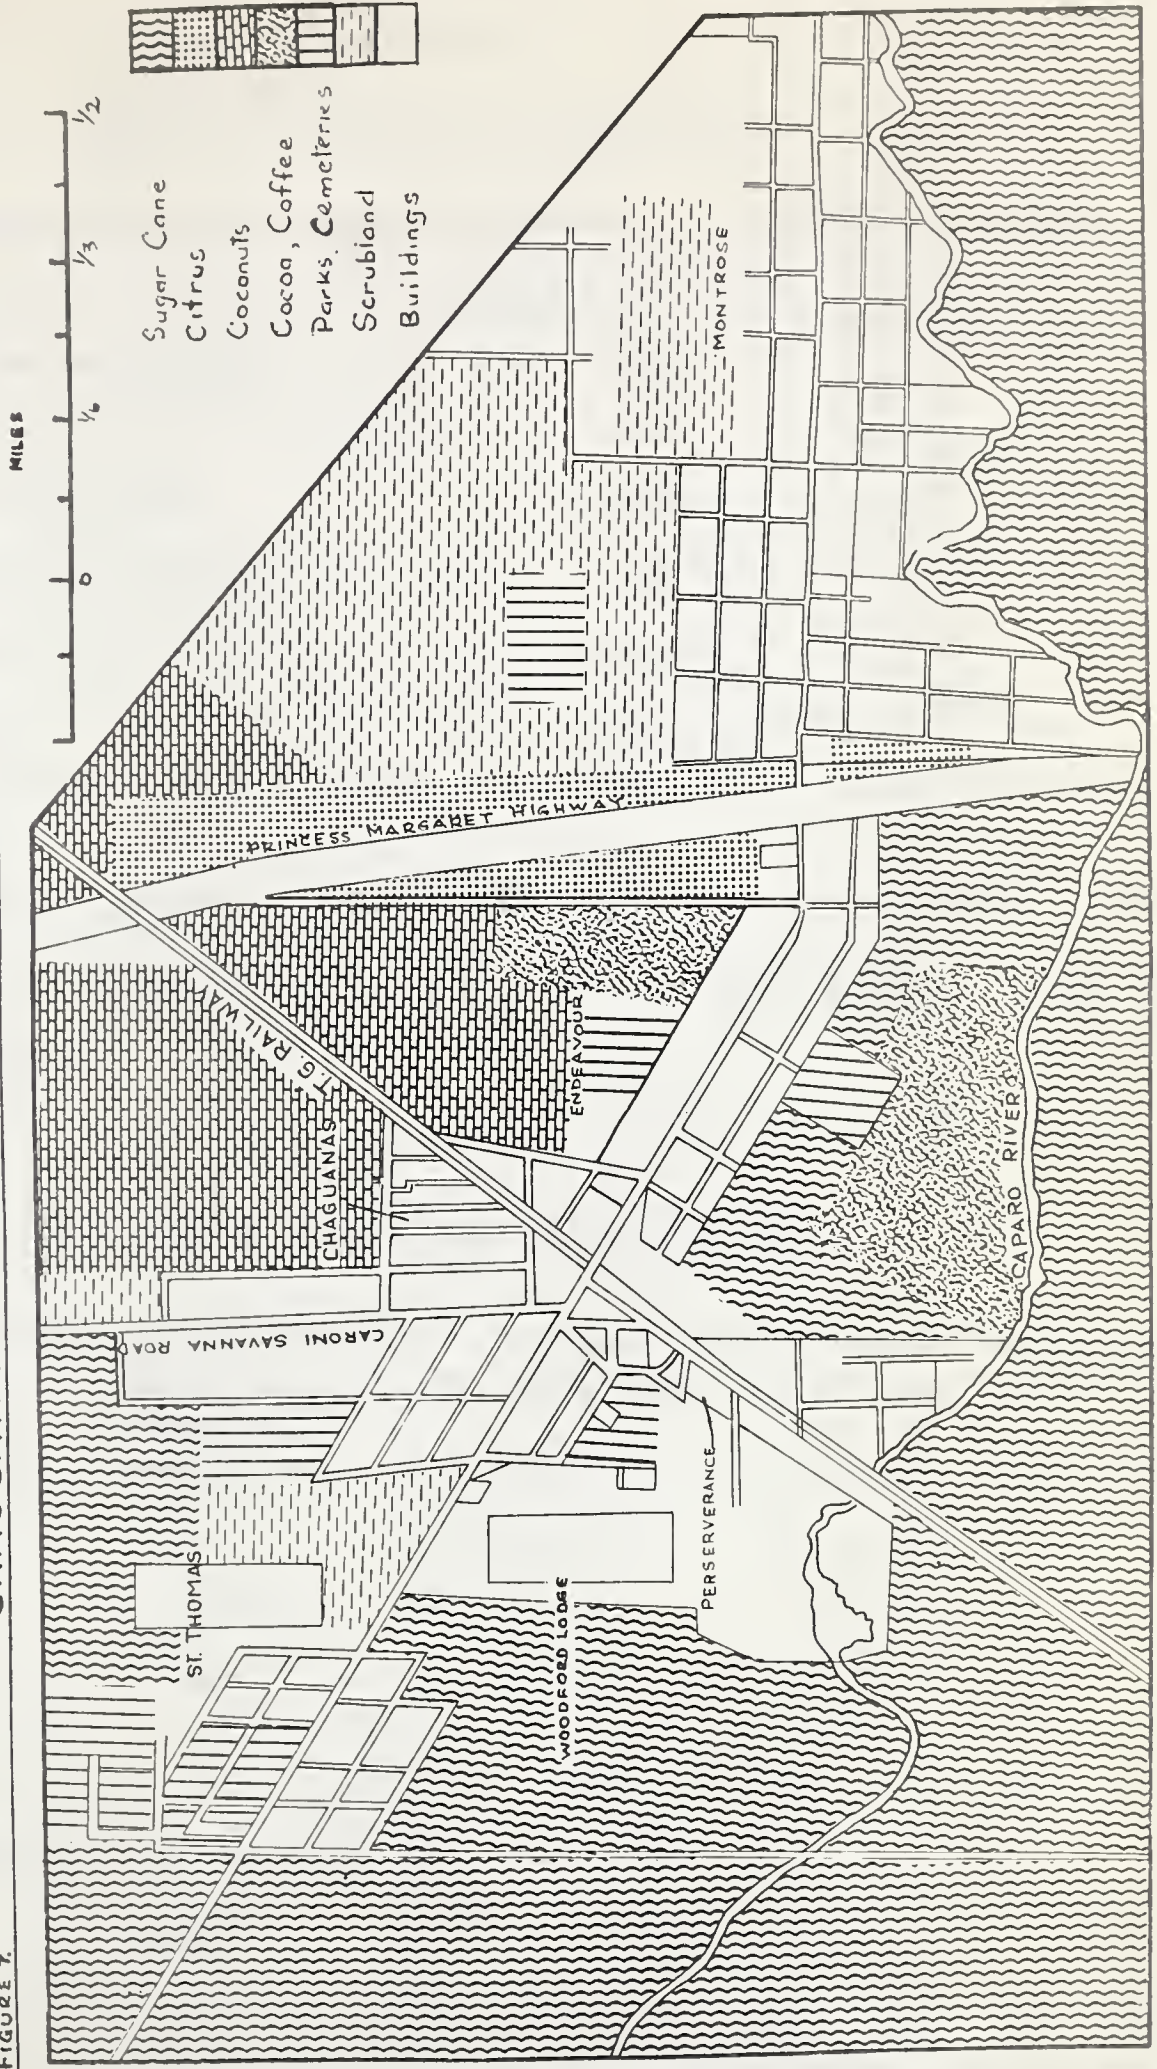 FIGURE 7.
MILES
0 1/6 1/3 1/2
Sugar Cane
Citrus
Coconuts
Cocoa, Coffee
Parks, Cemeteries
Scrubland
Buildings
MONTROSE
PRINCESS MARGARET HIGHWAY
T.G. RAILWAY
ENDEAVOUR
CHAGUANAS
CAPARO RIVER
CARONI SAVANNA ROAD
PERSERVERANCE
ST. THOMAS
WOODFORD LODGE